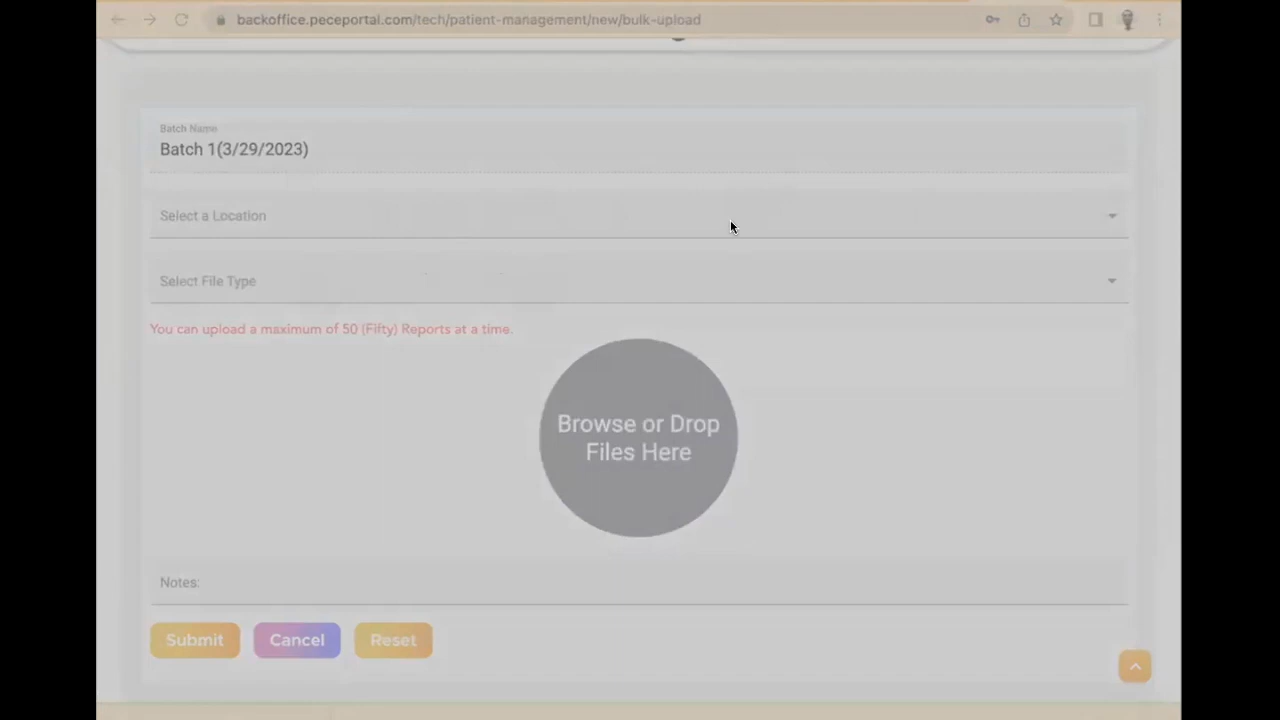 backoffice.peceportal.com/tech/patient-management/new/bulk-upload
Batch Name
Batch 1(3/29/2023)
Select a Location
Select File Type
You can upload a maximum of 50 (Fifty) Reports at a time.
Browse or Drop
Files Here
Notes:
Submit
Cancel
Reset